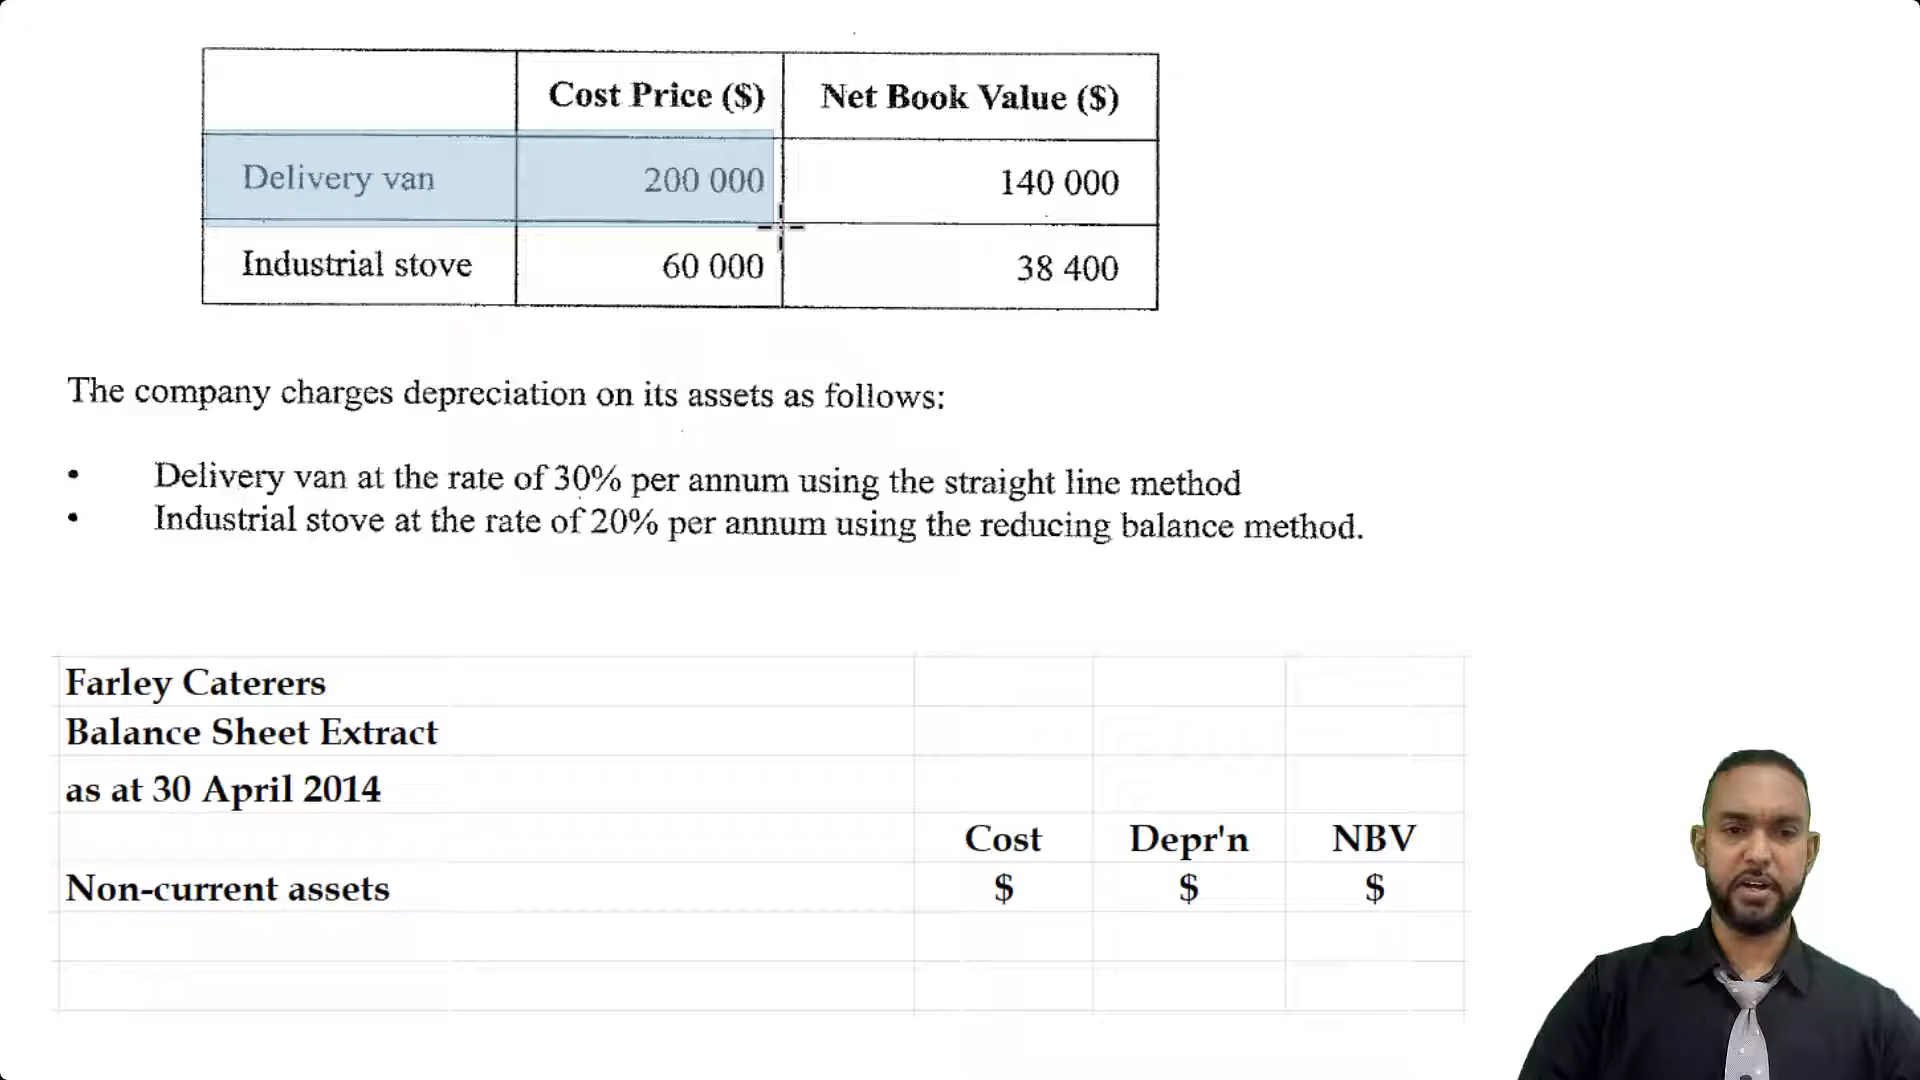 Cost Price ($) Net Book Value ($)
Delivery van 200 000 140 000
Industrial stove 60 000 38 400
The company charges depreciation on its assets as follows:
• Delivery van at the rate of 30% per annum using the straight line method
• Industrial stove at the rate of 20% per annum using the reducing balance method.
Farley Caterers
Balance Sheet Extract
as at 30 April 2014
Cost Depr'n NBV
Non-current assets $ $ $